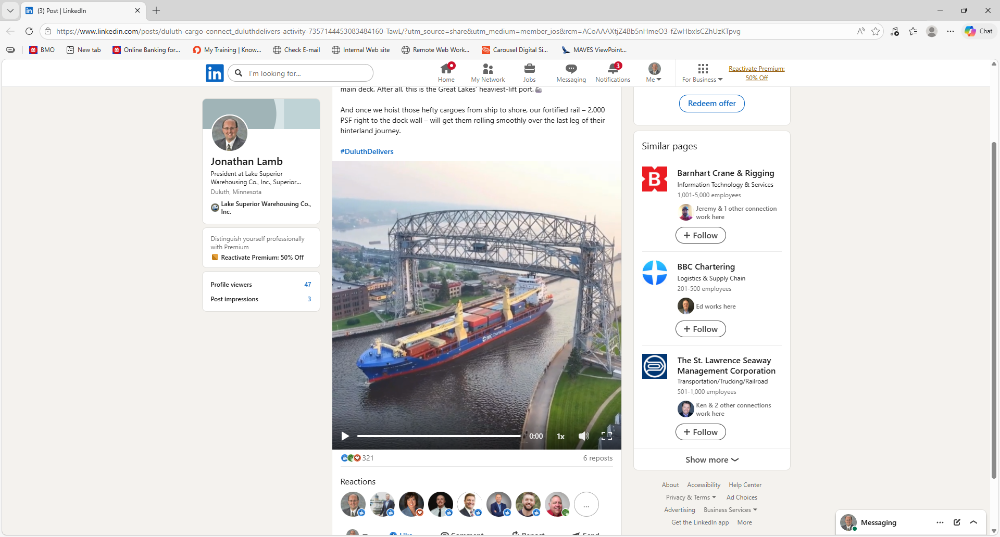 (3) Post | LinkedIn
https://www.linkedin.com/posts/duluth-cargo-connect_duluthdelivers-activity-7357144453083484160-TawL/?utm_source=share&utm_medium=member_ios&rcm=ACoAAAXtjZ4Bb5nHmeO3-fZwHbxlsCZhUzKTpvg
Chat
BMO
New tab
Online Banking for...
My Training | Know...
Check E-mail
Internal Web site
Remote Web Work...
Carousel Digital Si...
MAVES ViewPoint...
in
I'm looking for...
Home
My Network
Jobs
Messaging
3
Notifications
Me
For Business
Reactivate Premium:
50% Off
Jonathan Lamb
President at Lake Superior
Warehousing Co., Inc., Superior...
Duluth, Minnesota
Lake Superior Warehousing Co.,
Inc.
Distinguish yourself professionally
with Premium
Reactivate Premium: 50% Off
Profile viewers 47
Post impressions 3
main deck. After all, this is the Great Lakes' heaviest-lift port.
And once we hoist those hefty cargoes from ship to shore, our fortified rail – 2,000
PSF right to the dock wall – will get them rolling smoothly over the last leg of their
hinterland journey.
#DuluthDelivers
BBC Chartering
0:00
1x
321
6 reposts
Reactions
...
Like
Comment
Repost
Send
Redeem offer
Similar pages
B
Barnhart Crane & Rigging
Information Technology & Services
1,001-5,000 employees
Jeremy & 1 other connection
work here
+ Follow
BBC Chartering
Logistics & Supply Chain
201-500 employees
Ed works here
+ Follow
The St. Lawrence Seaway
Management Corporation
Transportation/Trucking/Railroad
501-1,000 employees
Ken & 2 other connections
work here
+ Follow
Show more
About Accessibility Help Center
Privacy & Terms Ad Choices
Advertising Business Services
Get the LinkedIn app More
Messaging